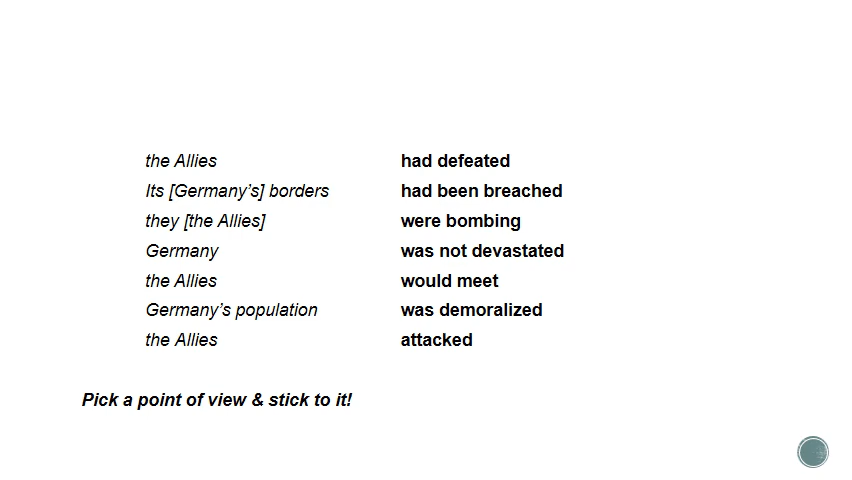 the Allies had defeated
Its [Germany’s] borders had been breached
they [the Allies] were bombing
Germany was not devastated
the Allies would meet
Germany’s population was demoralized
the Allies attacked
Pick a point of view & stick to it!